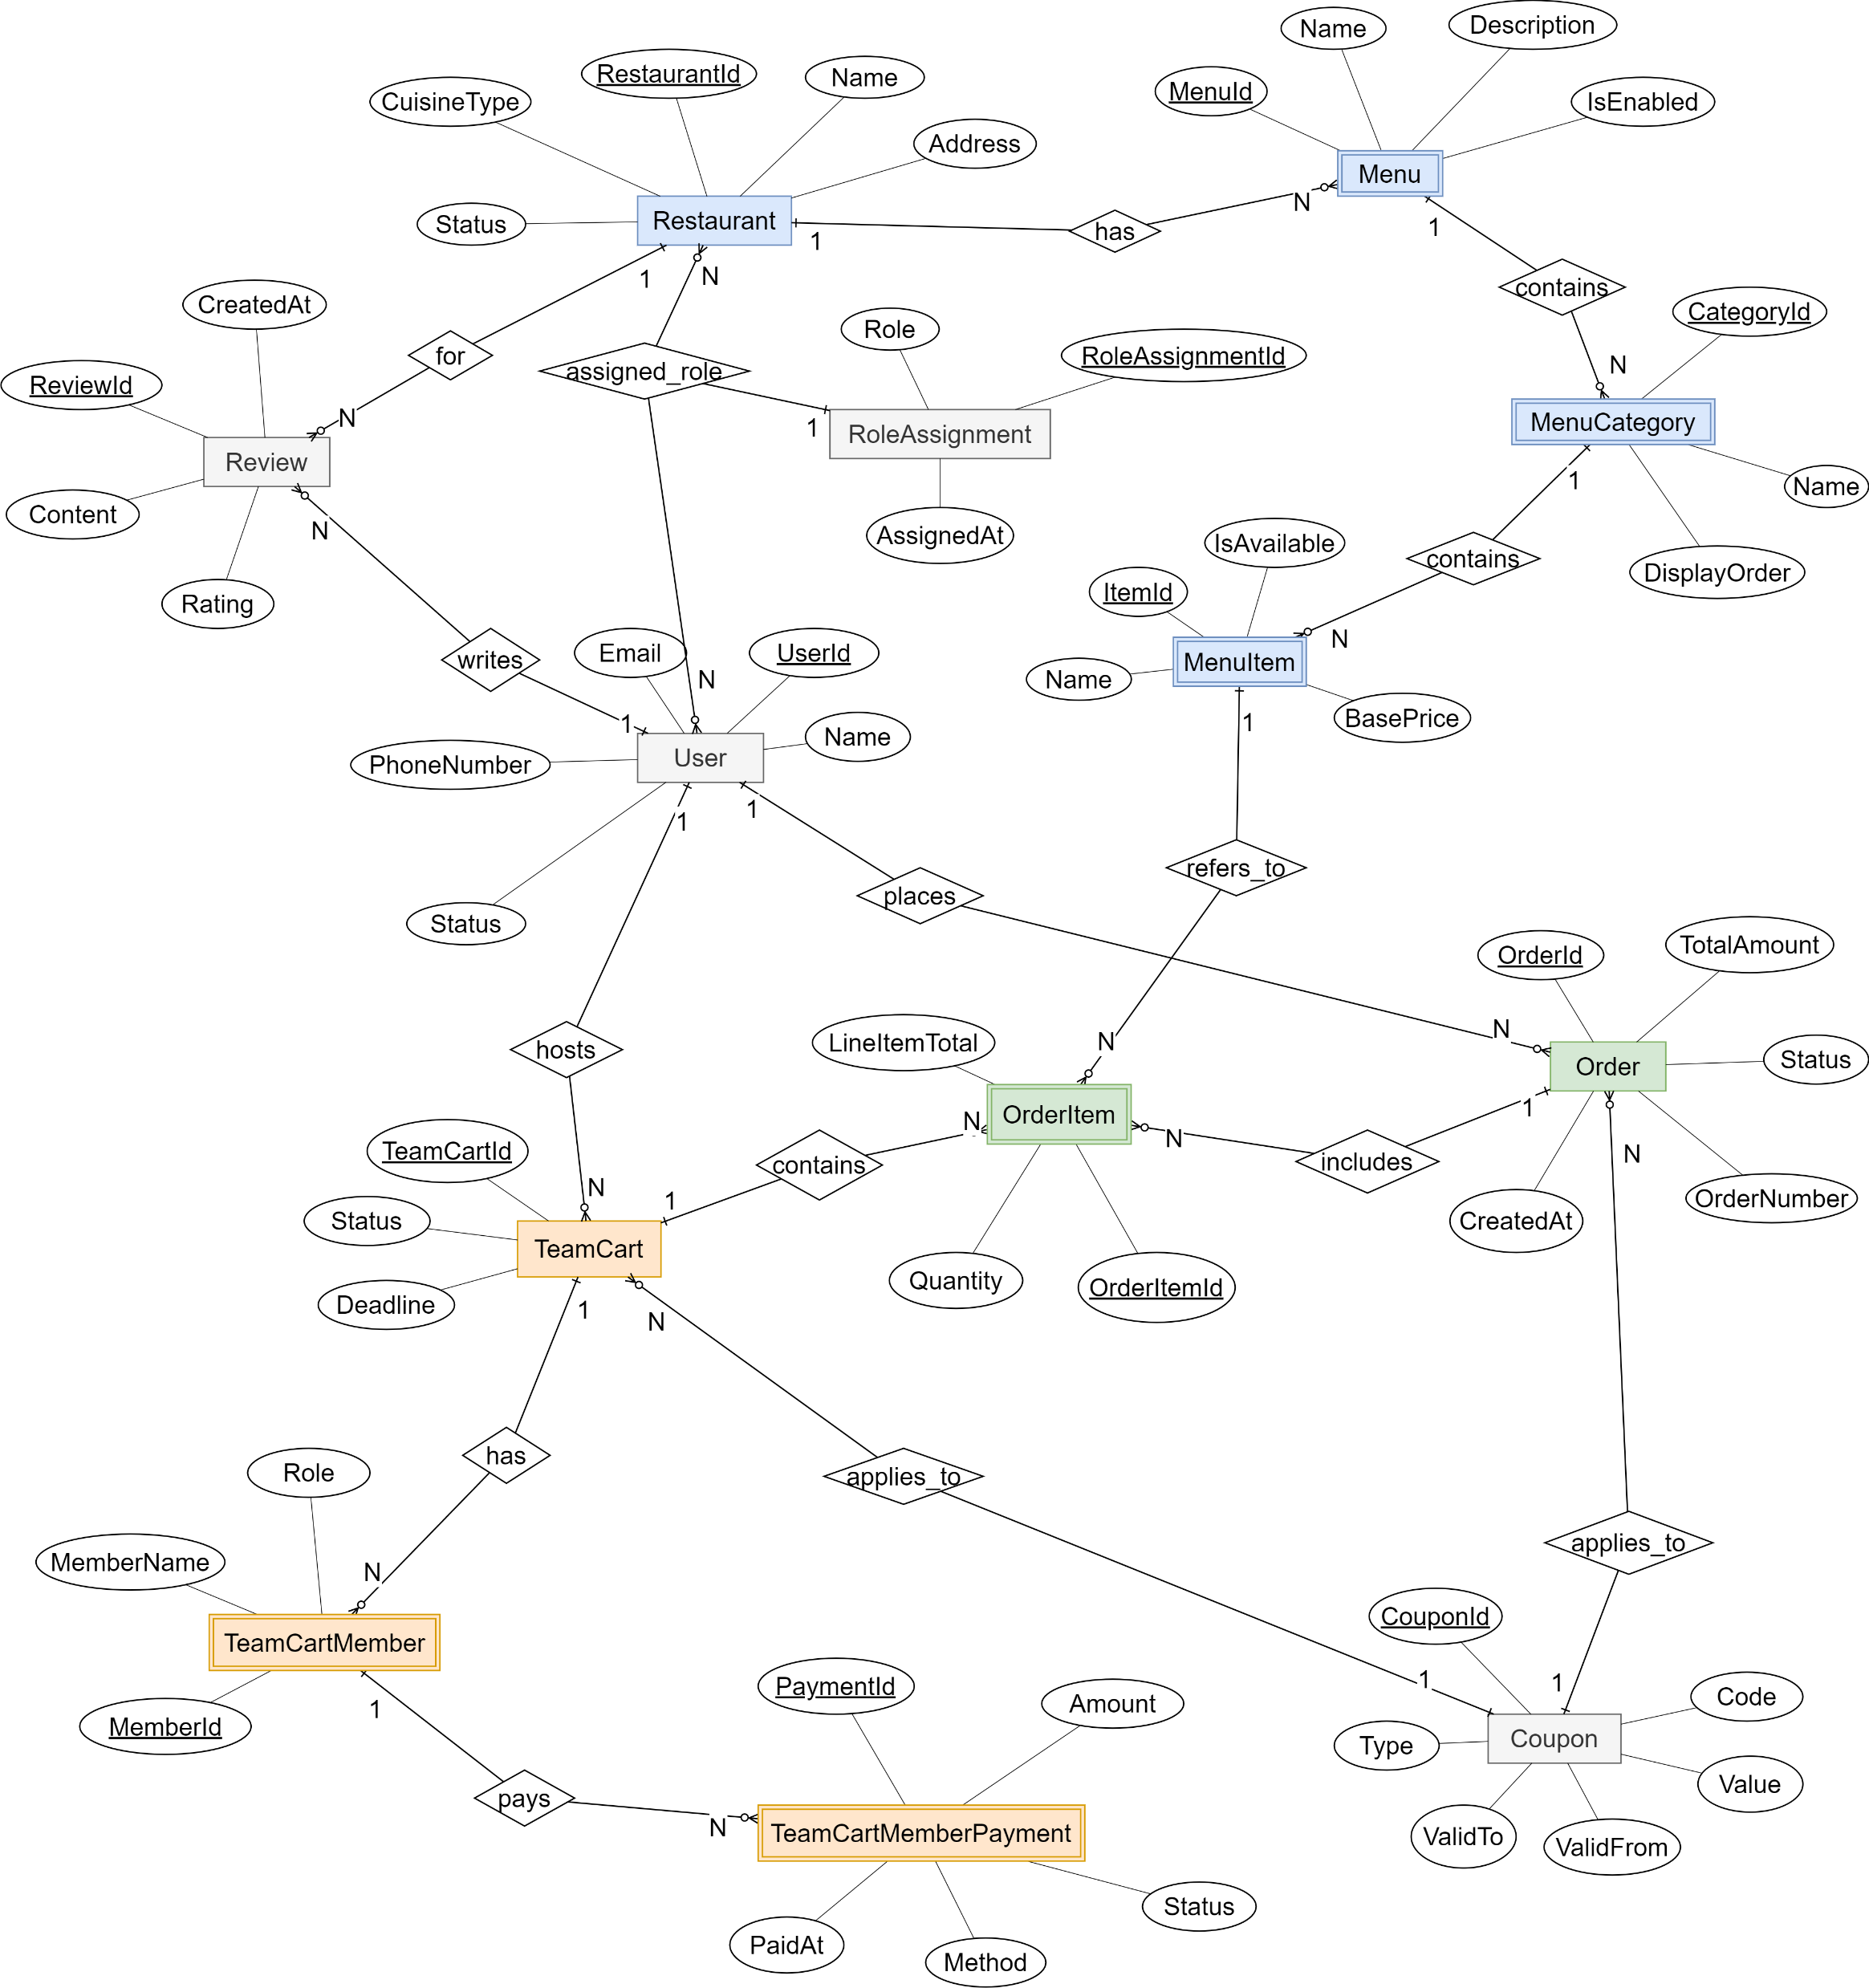 Name
Description
RestaurantId
Name
MenuId
CuisineType
IsEnabled
Address
Menu
N
Restaurant
Status
has
1
1
N
1
contains
CreatedAt
CategoryId
Role
for
RoleAssignmentId
N
assigned_role
ReviewId
N
1
RoleAssignment
MenuCategory
Review
1
Name
Content
N
AssignedAt
IsAvailable
contains
DisplayOrder
ItemId
Rating
N
Email
UserId
writes
MenuItem
N
Name
1
BasePrice
1
Name
User
PhoneNumber
1
1
refers_to
places
Status
TotalAmount
OrderId
N
N
LineItemTotal
hosts
Status
Order
1
OrderItem
N
N
TeamCartId
N
includes
N
contains
N
1
OrderNumber
Status
CreatedAt
TeamCart
Quantity
OrderItemId
Deadline
1
N
has
Role
applies_to
applies_to
MemberName
N
CouponId
TeamCartMember
1
1
PaymentId
Code
Amount
1
MemberId
Coupon
Type
Value
pays
N
TeamCartMemberPayment
ValidTo
ValidFrom
Status
PaidAt
Method